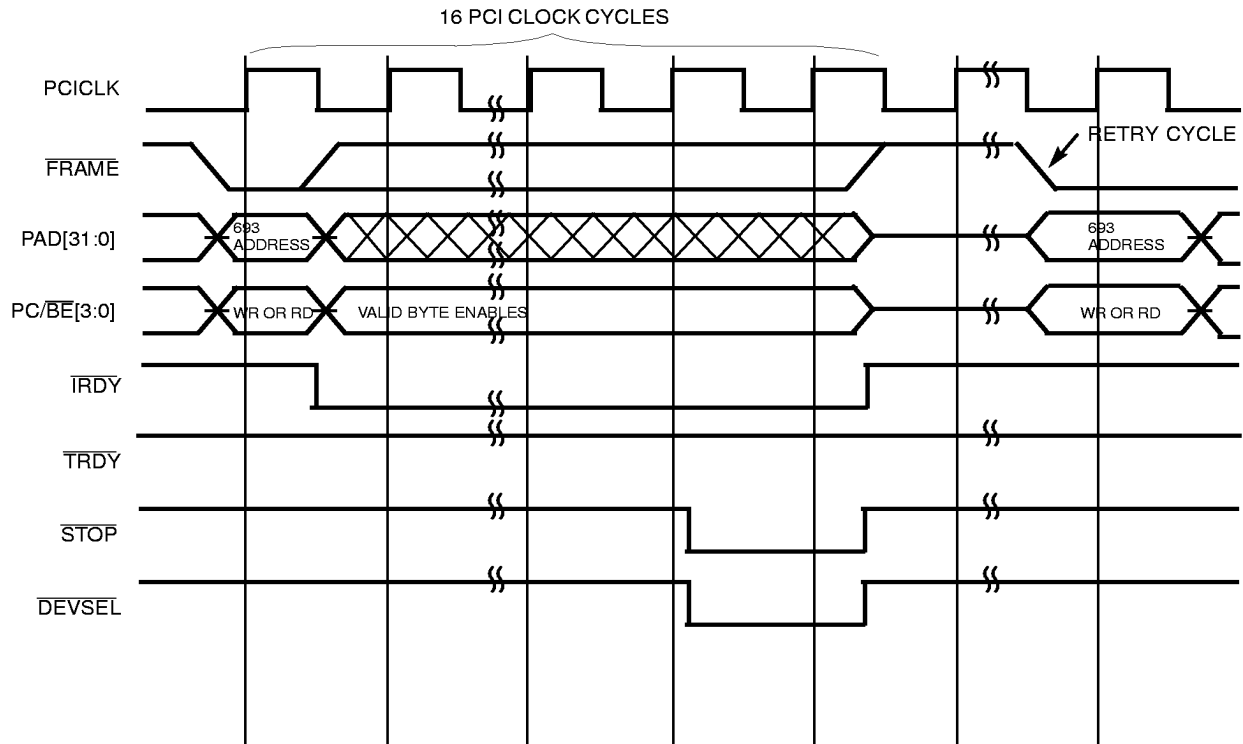 16 PCI CLOCK CYCLES
PCICLK
RETRY CYCLE
FRAME
693
ADDRESS
693
ADDRESS
PAD[31:0]
PC/BE[3:0]
WR OR RD
VALID BYTE ENABLES
WR OR RD
IRDY
TRDY
STOP
DEVSEL